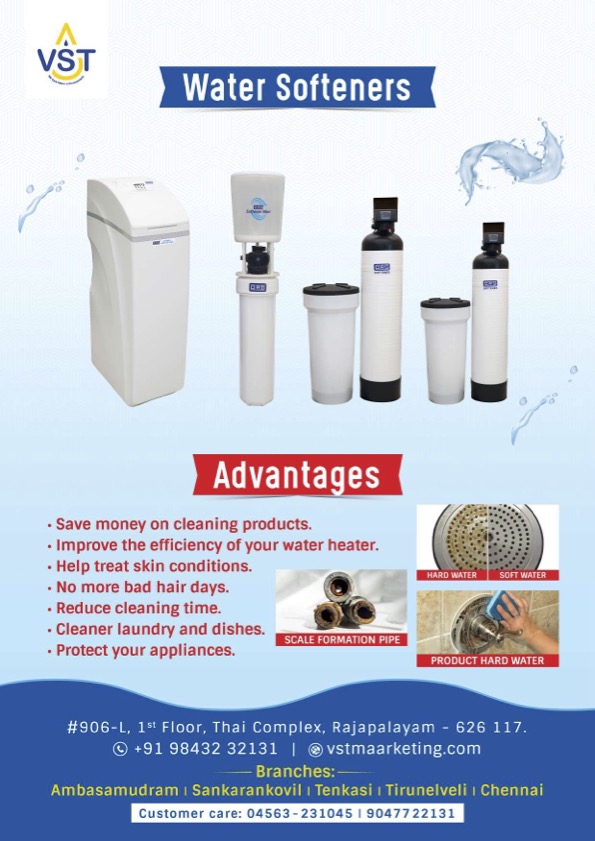 VST
Water Softeners
Advantages
• Save money on cleaning products.
• Improve the efficiency of your water heater.
• Help treat skin conditions.
• No more bad hair days.
• Reduce cleaning time.
• Cleaner laundry and dishes.
• Protect your appliances.
HARD WATER
SOFT WATER
SCALE FORMATION PIPE
PRODUCT HARD WATER
#906-L, 1st Floor, Thai Complex, Rajapalayam - 626 117.
+91 98432 32131 | vstmaarketing.com
Branches:
Ambasamudram | Sankarankovil | Tenkasi | Tirunelveli | Chennai
Customer care: 04563-231045 | 9047722131